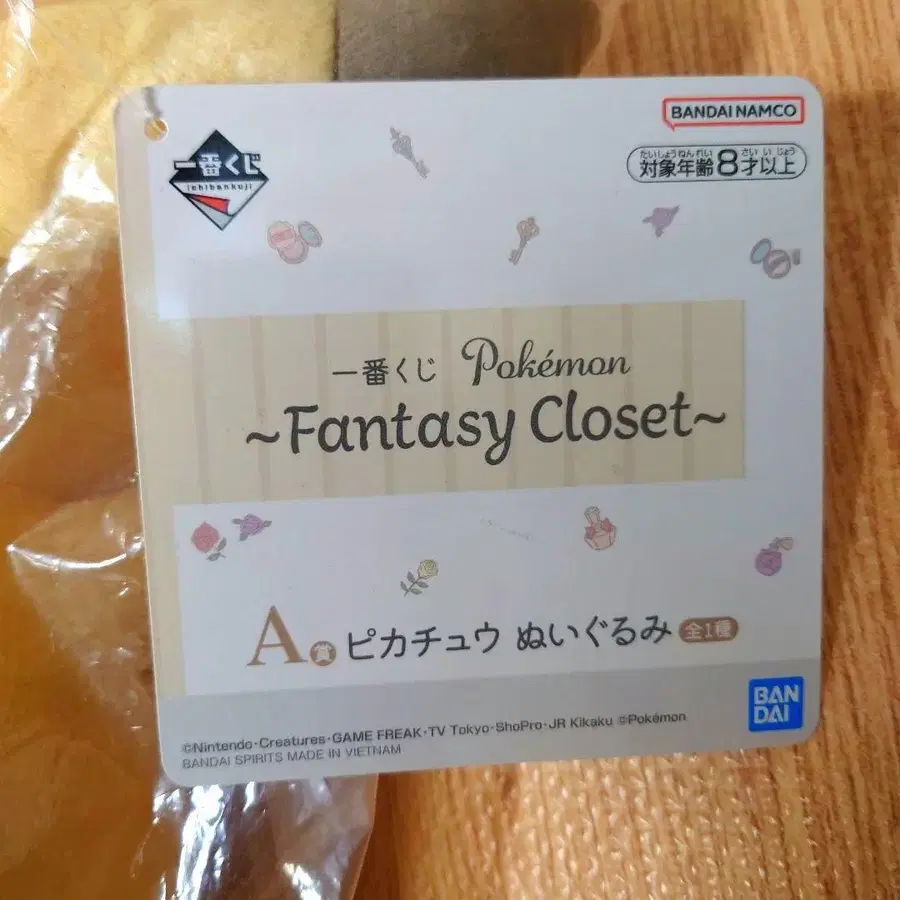 一番くじ
ichibankuji
BANDAI NAMCO
たいしょうねんれい さい いじょう
対象年齢8才以上
一番くじ Pokémon
~Fantasy Closet~
A賞 ピカチュウ ぬいぐるみ 全1種
BAN
DAI
©Nintendo・Creatures・GAME FREAK・TV Tokyo・ShoPro・JR Kikaku ©Pokémon
BANDAI SPIRITS MADE IN VIETNAM